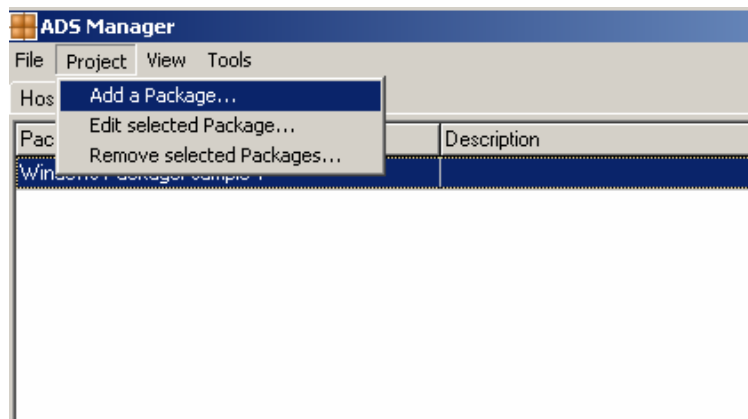 ADS Manager
File Project View Tools
Hos
Add a Package...
Edit selected Package...
Pac
Description
Remove selected Packages...